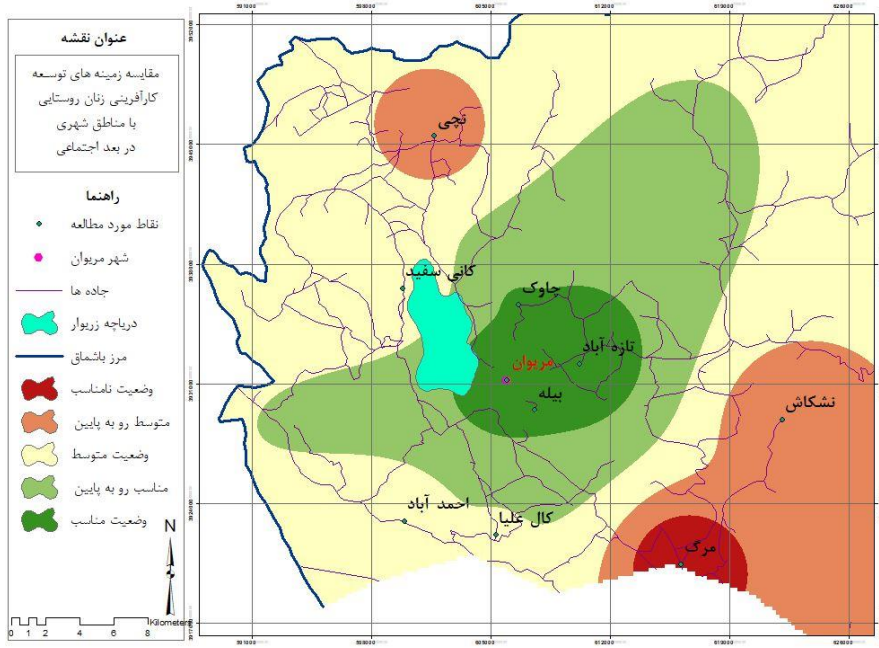 عنوان نقشه
مقایسه زمینه های توسعه
کارآفرینی زنان روستایی
با مناطق شهری
در بعد اجتماعی
راهنما
نقاط مورد مطالعه
شهر مریوان
جاده ها
دریاچه زریوار
مرز باشماق
وضعیت نامناسب
متوسط رو به پایین
وضعیت متوسط
مناسب رو به پایین
وضعیت مناسب
N
0 1 2 4 6 8 Kilometers
نچی
کانی سفید
چاوک
تازه آباد
مریوان
بیله
نشکاش
احمد آباد
کال علیا
مرگ